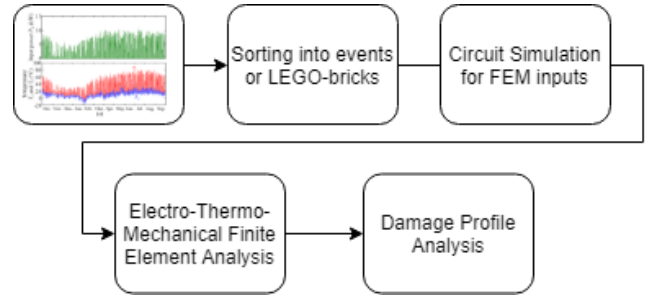 Sorting into events
or LEGO-bricks
Circuit Simulation
for FEM inputs
Electro-Thermo-
Mechanical Finite
Element Analysis
Damage Profile
Analysis